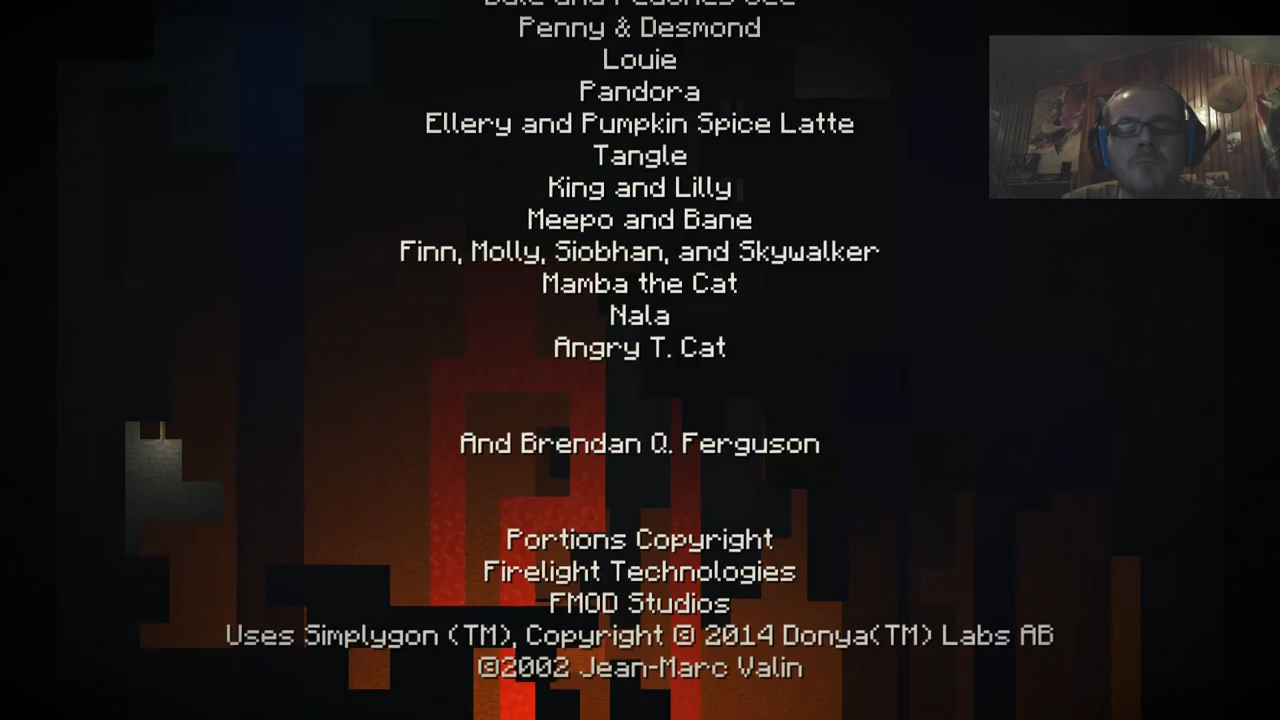 Penny & Desmond
Louie
Pandora
Ellery and Pumpkin Spice Latte
Tangle
King and Lilly
Meepo and Bane
Finn, Molly, Siobhan, and Skywalker
Mamba the Cat
Nala
Angry T. Cat
And Brendan Q. Ferguson
Portions Copyright
Firelight Technologies
FMOD Studios
Uses Simplygon (TM), Copyright © 2014 Donya(TM) Labs AB
©2002 Jean-Marc Valin